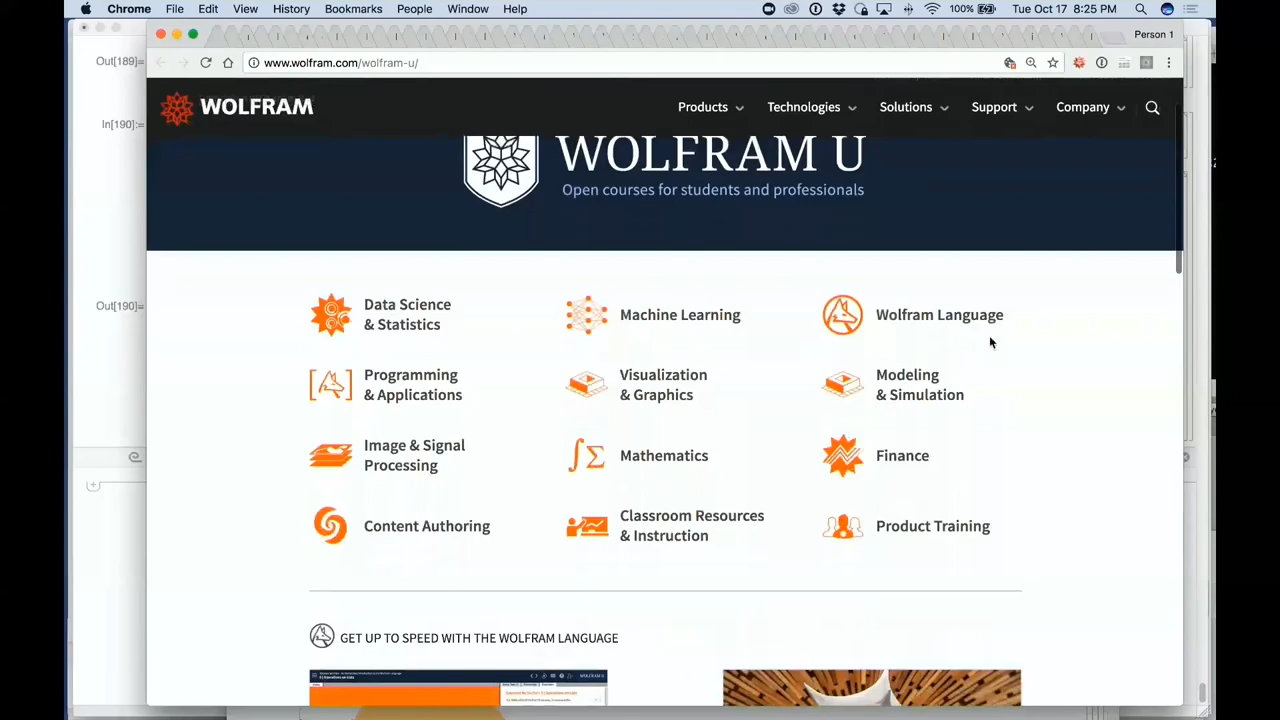 Chrome File Edit View History Bookmarks People Window Help 100% Tue Oct 17 8:25 PM
Person 1
Out[189]=
www.wolfram.com/wolfram-u/
WOLFRAM Products Technologies Solutions Support Company
In[190]:=
WOLFRAM U
Open courses for students and professionals
Out[190]=
Data Science
& Statistics
Machine Learning
Wolfram Language
Programming
& Applications
Visualization
& Graphics
Modeling
& Simulation
Image & Signal
Processing
Mathematics
Finance
Content Authoring
Classroom Resources
& Instruction
Product Training
GET UP TO SPEED WITH THE WOLFRAM LANGUAGE